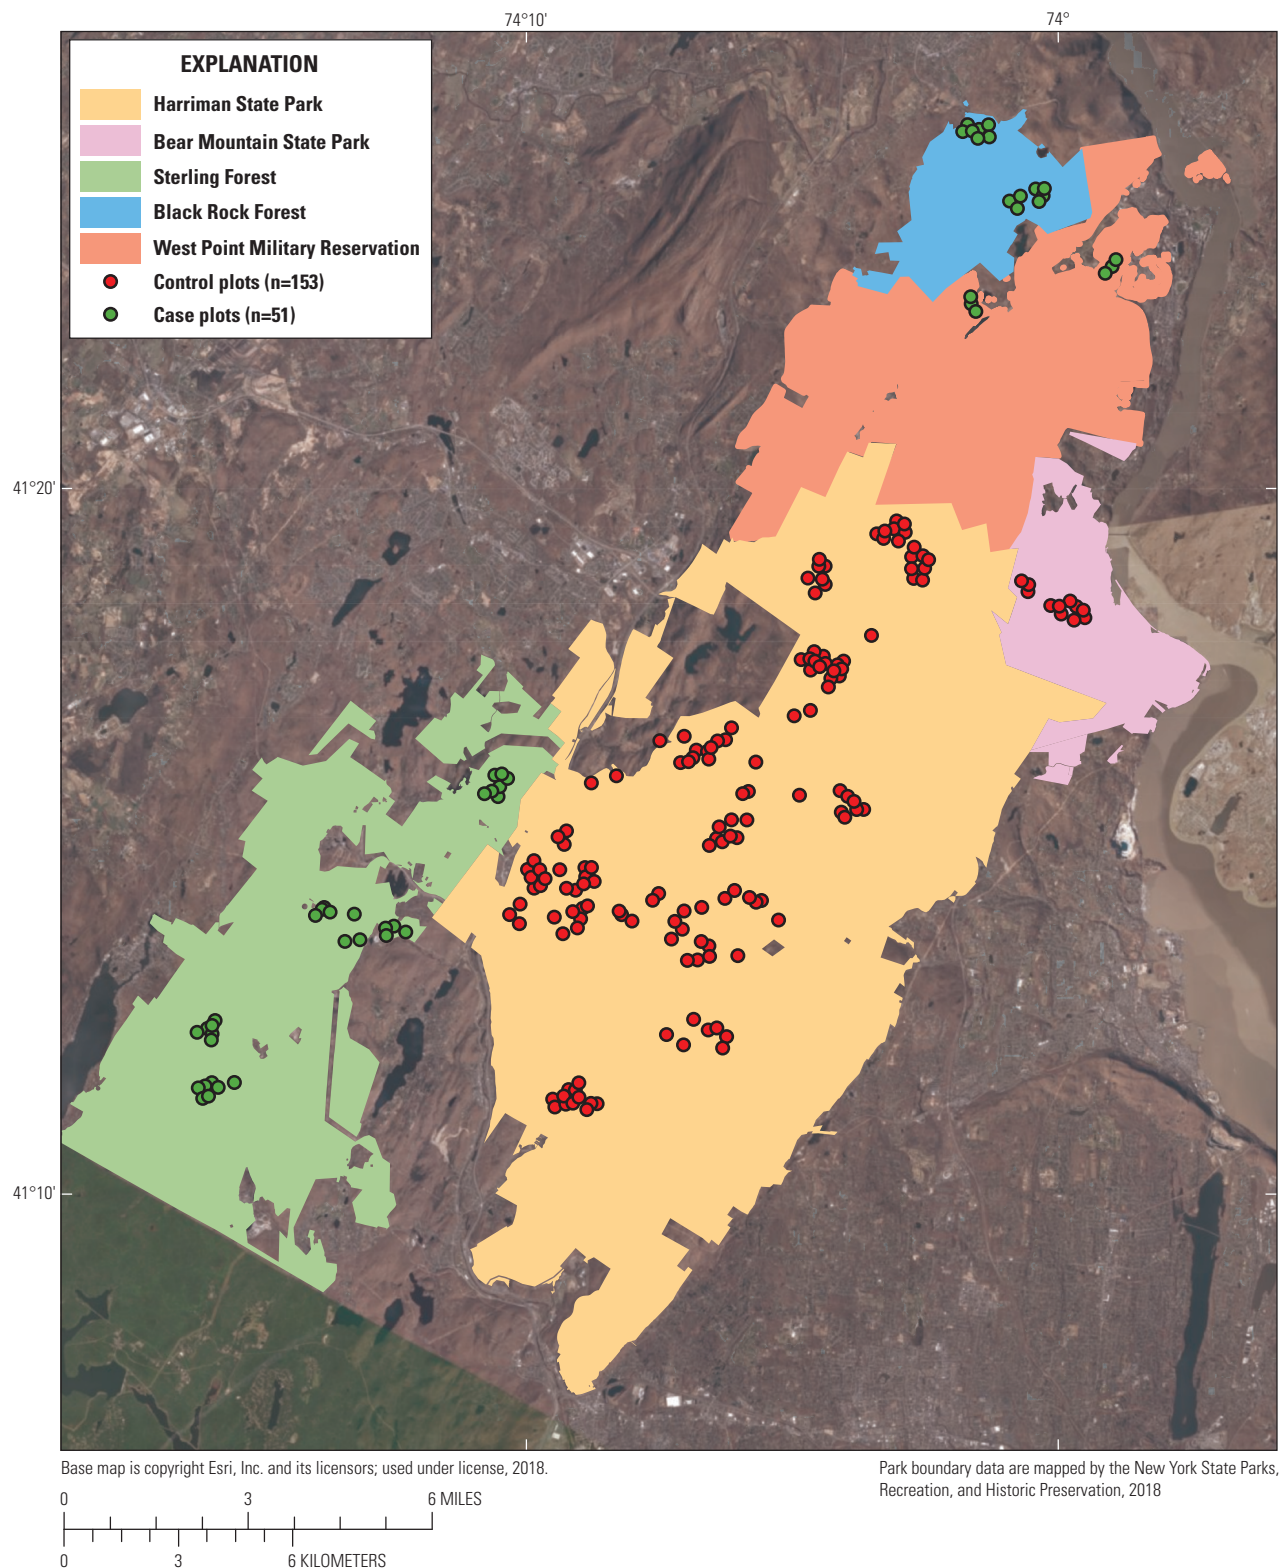 74°10'
74°
EXPLANATION
Harriman State Park
Bear Mountain State Park
Sterling Forest
Black Rock Forest
West Point Military Reservation
Control plots (n=153)
Case plots (n=51)
41°20'
41°10'
Base map is copyright Esri, Inc. and its licensors; used under license, 2018.
Park boundary data are mapped by the New York State Parks,
Recreation, and Historic Preservation, 2018
0 3 6 MILES
0 3 6 KILOMETERS